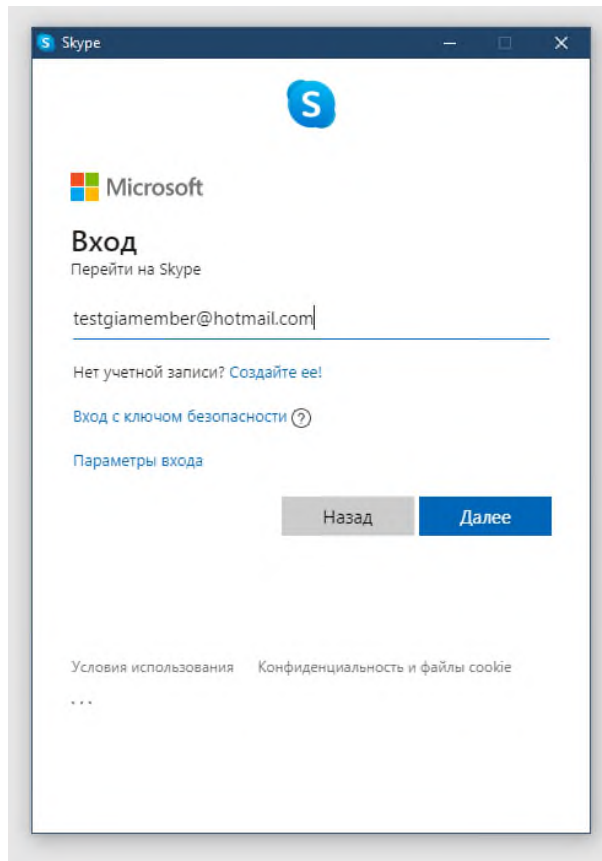 Skype
Microsoft
Вход
Перейти на Skype
testgiamember@hotmail.com
Нет учетной записи? Создайте ее!
Вход с ключом безопасности ?
Параметры входа
Назад Далее
Условия использования Конфиденциальность и файлы cookie
...